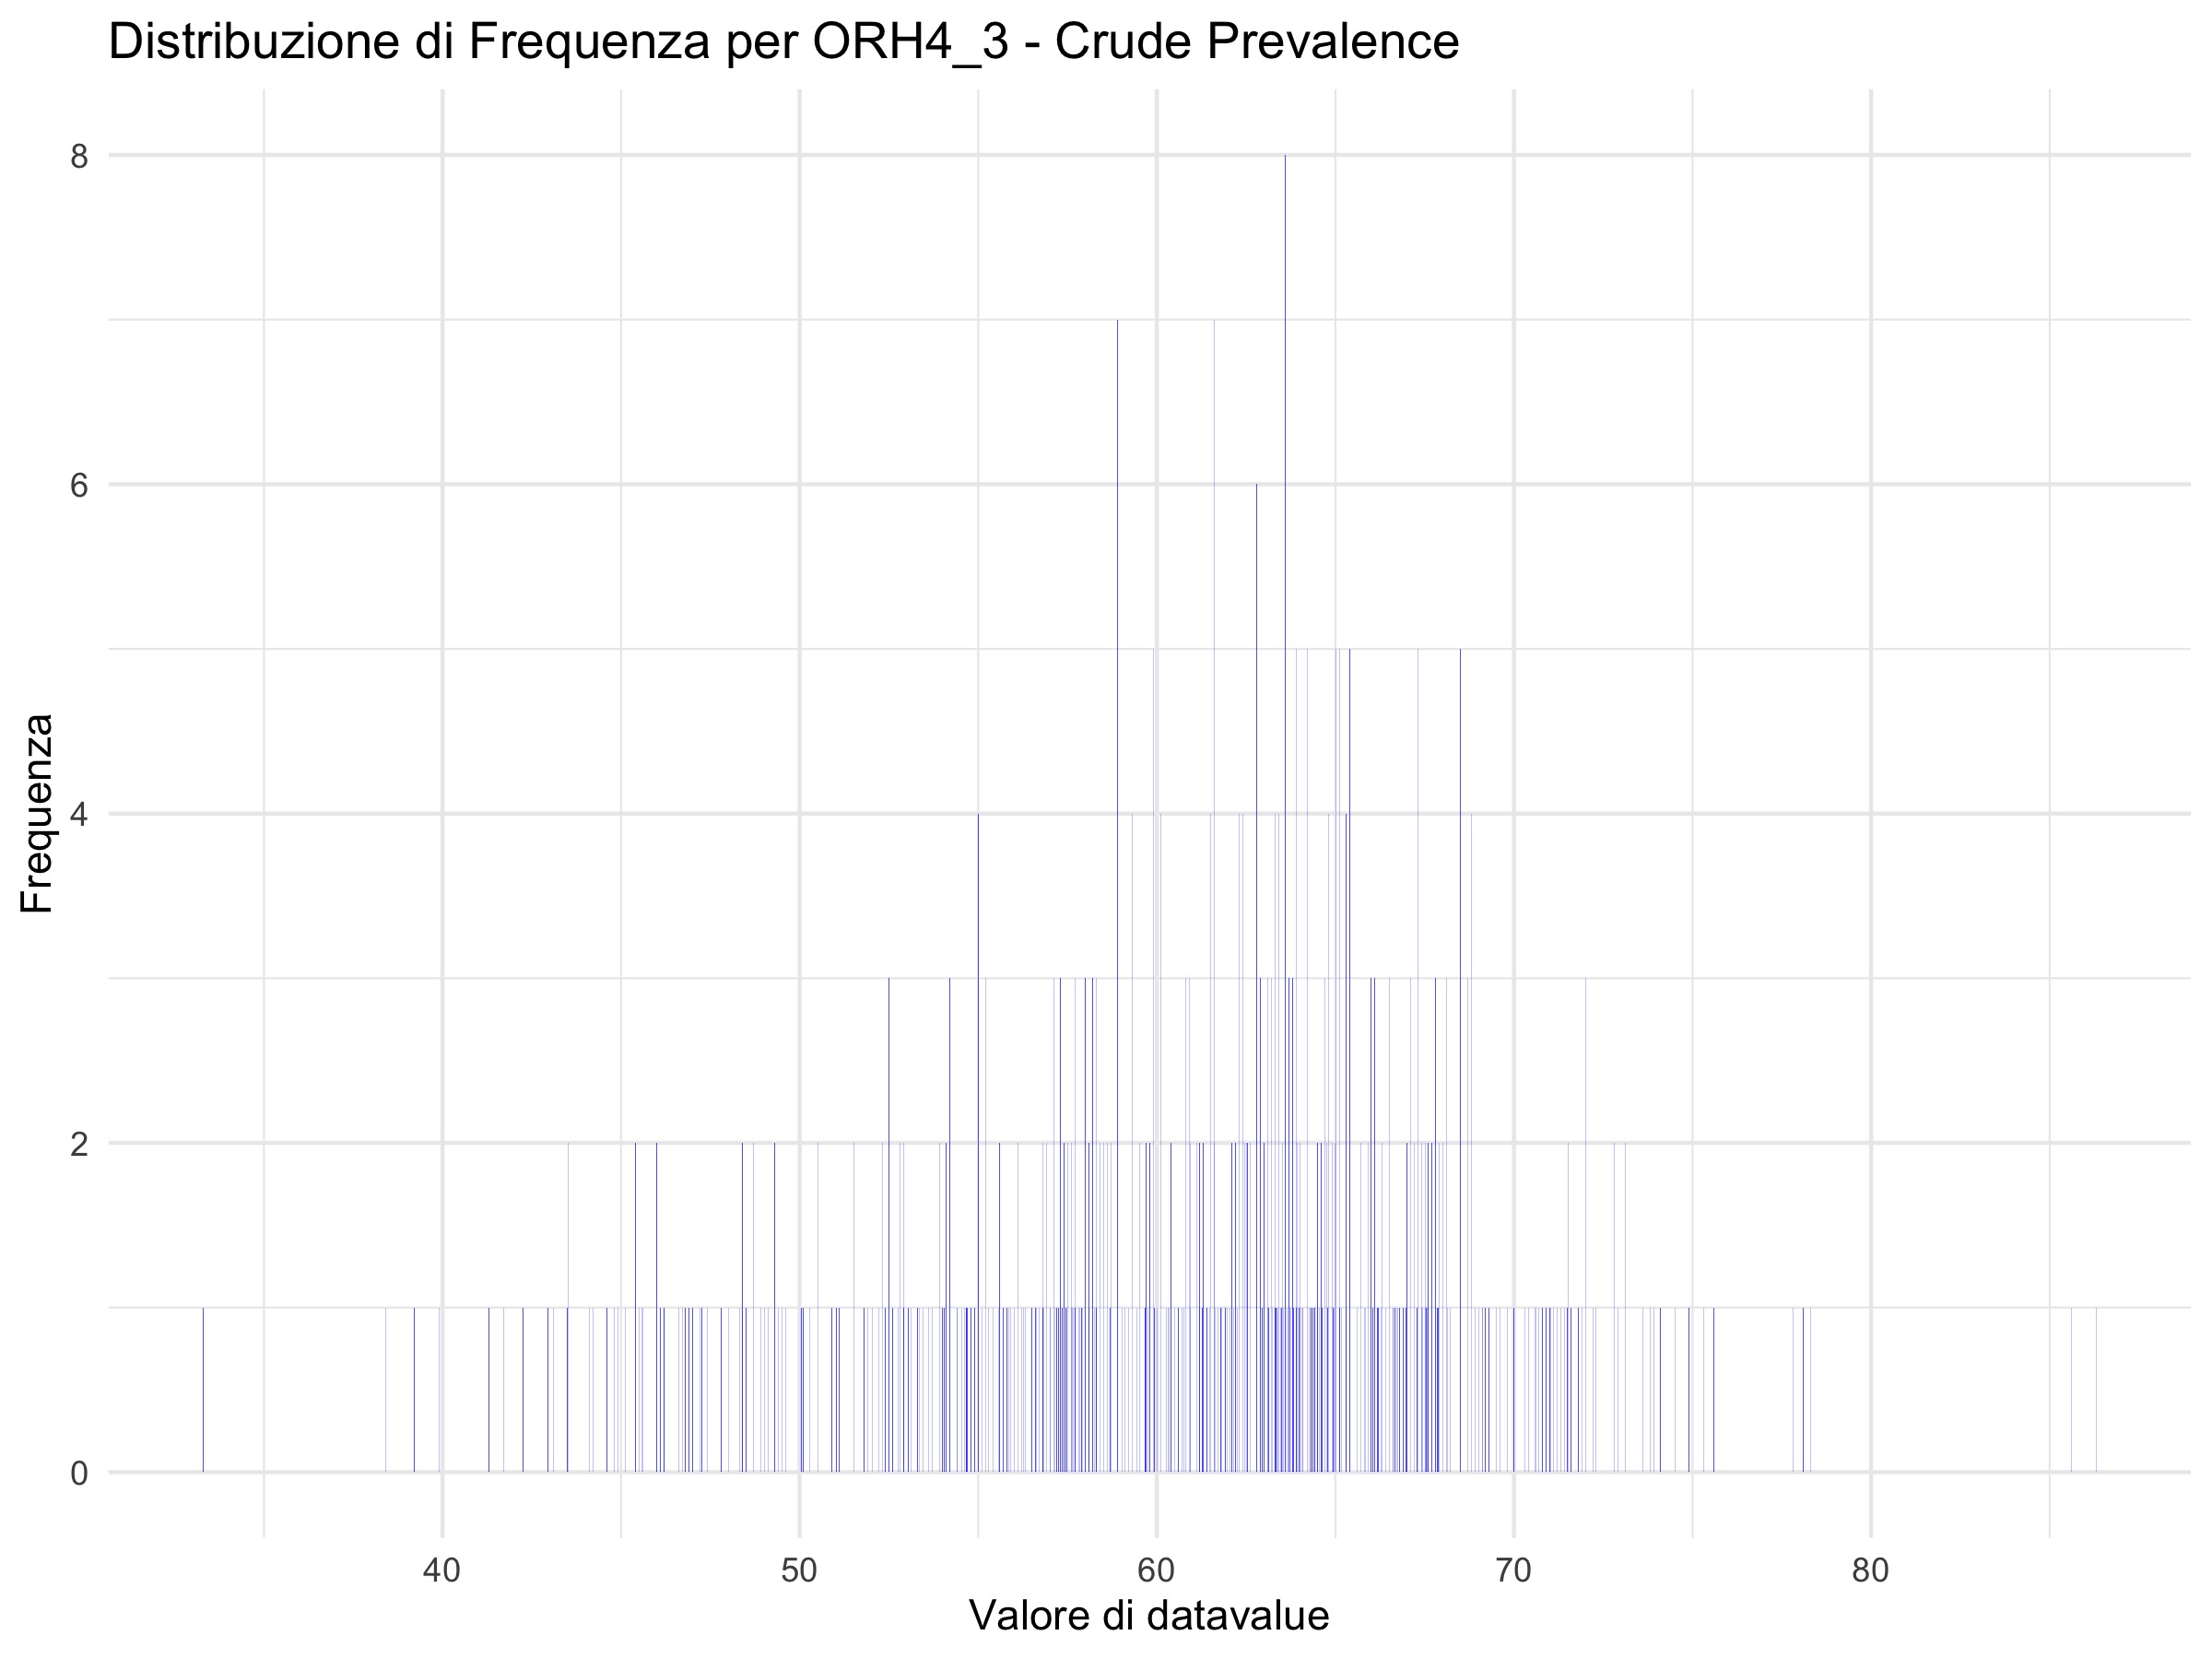 Distribuzione di Frequenza per ORH4_3 - Crude Prevalence
8
6
4
2
0
Frequenza
40 50 60 70 80
Valore di datavalue